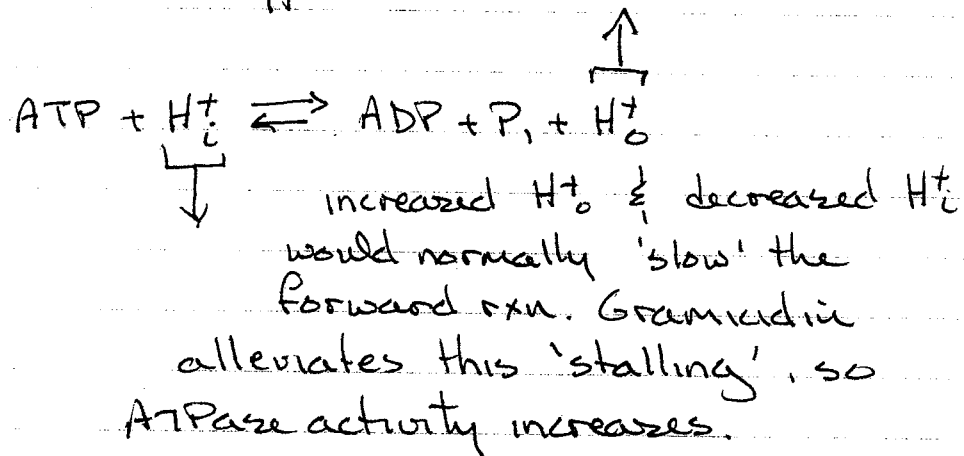 ATP + H⁺ᵢ ⇌ ADP + P₁ + H⁺ₒ
increased H⁺ₒ & decreased H⁺ᵢ
would normally 'slow' the
forward rxn. Gramicidin
alleviates this 'stalling', so
ATPase activity increases.